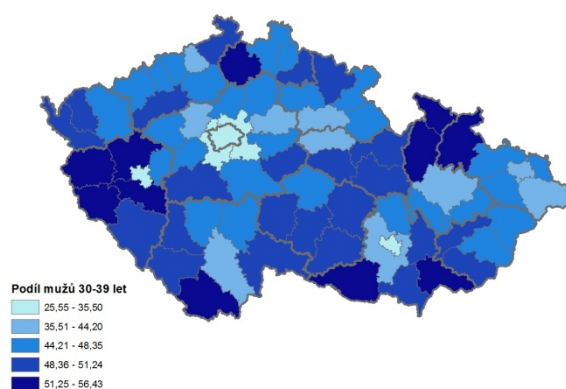 Podíl mužů 30-39 let
25,55 - 35,50
35,51 - 44,20
44,21 - 48,35
48,36 - 51,24
51,25 - 56,43